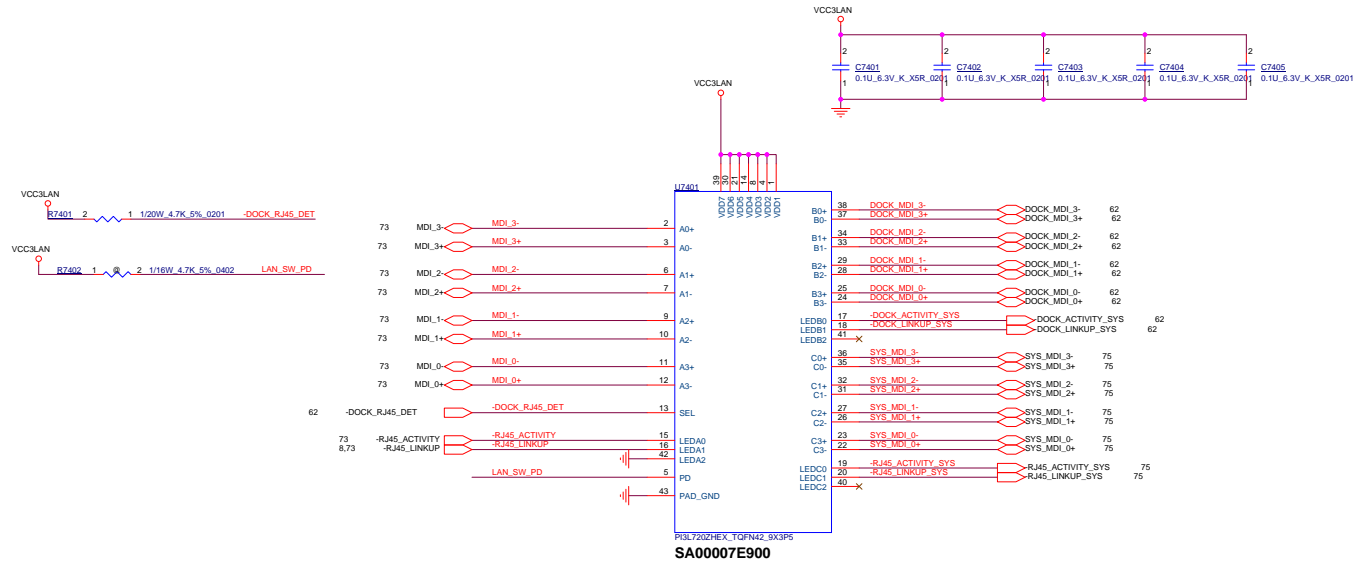 VCC3LAN
2 2 2 2 2
C7401 C7402 C7403 C7404 C7405
0.1U_6.3V_K_X5R_0201 0.1U_6.3V_K_X5R_0201 0.1U_6.3V_K_X5R_0201 0.1U_6.3V_K_X5R_0201 0.1U_6.3V_K_X5R_0201
1 1 1 1 1
VCC3LAN
39 30 21 14 8 4 1
VDD7 VDD6 VDD5 VDD4 VDD3 VDD2 VDD1
U7401
VCC3LAN
R7401 2 1 1/20W_4.7K_5%_0201 -DOCK_RJ45_DET
VCC3LAN
R7402 1 @ 2 1/16W_4.7K_5%_0402 LAN_SW_PD
73 MDI_3- MDI_3- 2 A0+
73 MDI_3+ MDI_3+ 3 A0-
73 MDI_2- MDI_2- 6 A1+
73 MDI_2+ MDI_2+ 7 A1-
73 MDI_1- MDI_1- 9 A2+
73 MDI_1+ MDI_1+ 10 A2-
73 MDI_0- MDI_0- 11 A3+
73 MDI_0+ MDI_0+ 12 A3-
62 -DOCK_RJ45_DET -DOCK_RJ45_DET 13 SEL
73 -RJ45_ACTIVITY -RJ45_ACTIVITY 15 LEDA0
8,73 -RJ45_LINKUP -RJ45_LINKUP 16 LEDA1
42 LEDA2
LAN_SW_PD 5 PD
43 PAD_GND
B0+ 38 DOCK_MDI_3- DOCK_MDI_3- 62
B0- 37 DOCK_MDI_3+ DOCK_MDI_3+ 62
B1+ 34 DOCK_MDI_2- DOCK_MDI_2- 62
B1- 33 DOCK_MDI_2+ DOCK_MDI_2+ 62
B2+ 29 DOCK_MDI_1- DOCK_MDI_1- 62
B2- 28 DOCK_MDI_1+ DOCK_MDI_1+ 62
B3+ 25 DOCK_MDI_0- DOCK_MDI_0- 62
B3- 24 DOCK_MDI_0+ DOCK_MDI_0+ 62
LEDB0 17 -DOCK_ACTIVITY_SYS -DOCK_ACTIVITY_SYS 62
LEDB1 18 -DOCK_LINKUP_SYS -DOCK_LINKUP_SYS 62
LEDB2 41
C0+ 36 SYS_MDI_3- SYS_MDI_3- 75
C0- 35 SYS_MDI_3+ SYS_MDI_3+ 75
C1+ 32 SYS_MDI_2- SYS_MDI_2- 75
C1- 31 SYS_MDI_2+ SYS_MDI_2+ 75
C2+ 27 SYS_MDI_1- SYS_MDI_1- 75
C2- 26 SYS_MDI_1+ SYS_MDI_1+ 75
C3+ 23 SYS_MDI_0- SYS_MDI_0- 75
C3- 22 SYS_MDI_0+ SYS_MDI_0+ 75
LEDC0 19 -RJ45_ACTIVITY_SYS -RJ45_ACTIVITY_SYS 75
LEDC1 20 -RJ45_LINKUP_SYS -RJ45_LINKUP_SYS 75
LEDC2 40
PI3L720ZHEX_TQFN42_9X3P5
SA00007E900